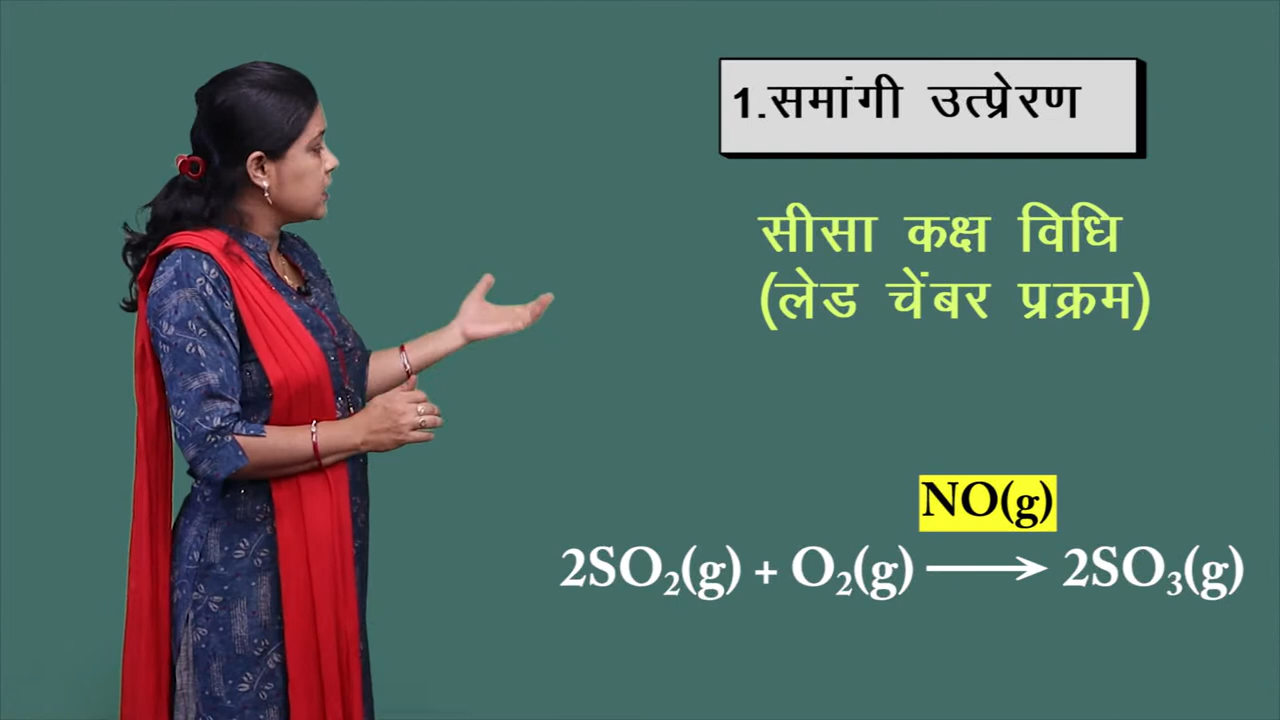 1.समांगी उत्प्रेरण
सीसा कक्ष विधि
(लेड चेंबर प्रक्रम)
NO(g)
2SO₂(g) + O₂(g) ⟶ 2SO₃(g)